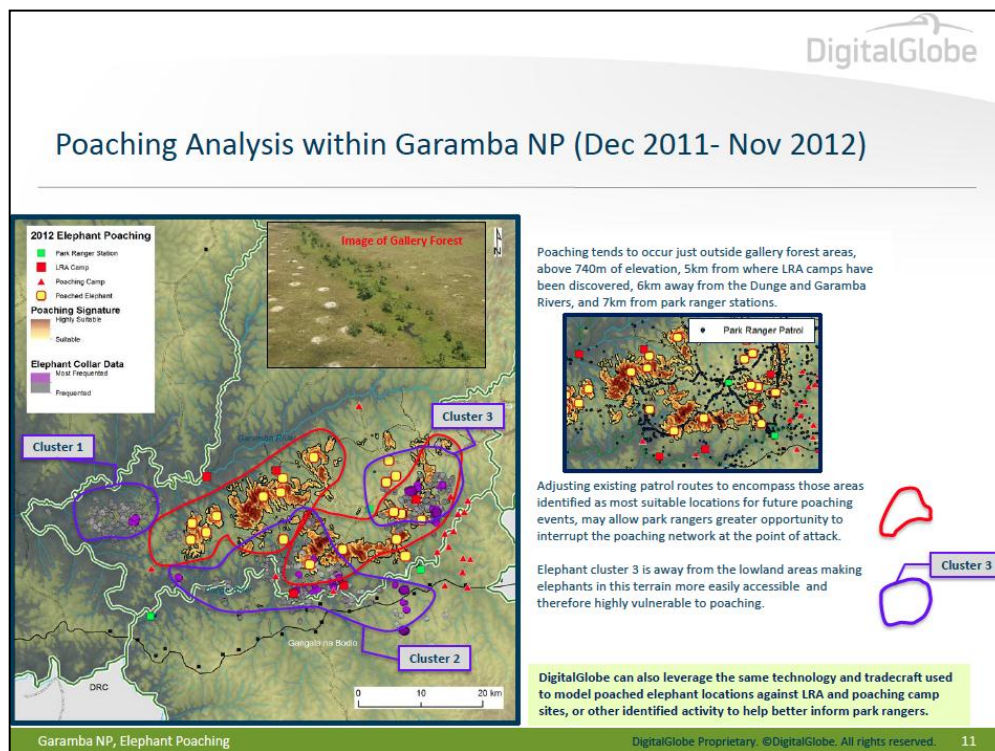 DigitalGlobe
Poaching Analysis within Garamba NP (Dec 2011- Nov 2012)
2012 Elephant Poaching
Park Ranger Station
LRA Camp
Poaching Camp
Poached Elephant
Poaching Signature
Highly Suitable
Suitable
Elephant Collar Data
Most Frequented
Frequented
Image of Gallery Forest
N
Cluster 1
Cluster 3
Garamba River
Cluster 2
Gangala na Bodio
DRC
0 10 20 km
Poaching tends to occur just outside gallery forest areas,
above 740m of elevation, 5km from where LRA camps have
been discovered, 6km away from the Dunge and Garamba
Rivers, and 7km from park ranger stations.
Park Ranger Patrol
Adjusting existing patrol routes to encompass those areas
identified as most suitable locations for future poaching
events, may allow park rangers greater opportunity to
interrupt the poaching network at the point of attack.
Elephant cluster 3 is away from the lowland areas making
elephants in this terrain more easily accessible and
therefore highly vulnerable to poaching.
Cluster 3
DigitalGlobe can also leverage the same technology and tradecraft used
to model poached elephant locations against LRA and poaching camp
sites, or other identified activity to help better inform park rangers.
Garamba NP, Elephant Poaching
DigitalGlobe Proprietary. ©DigitalGlobe. All rights reserved. 11